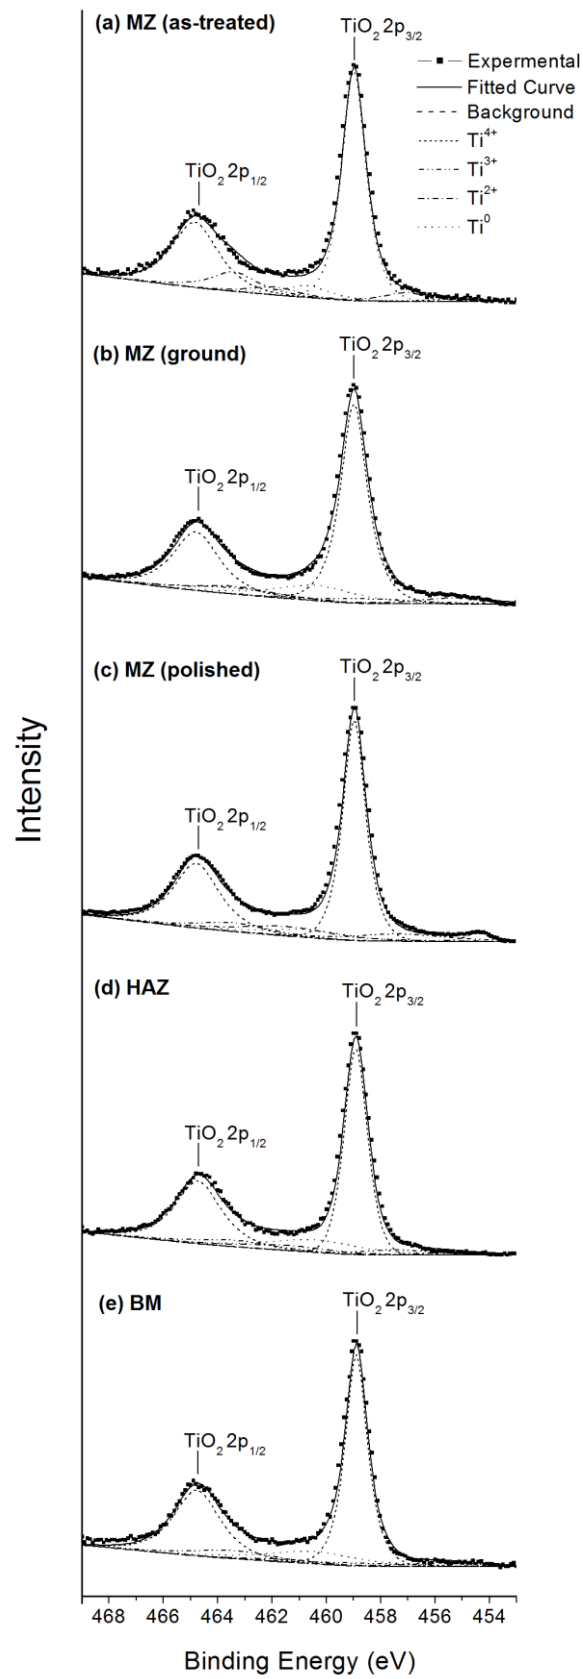 (a) MZ (as-treated)
TiO₂ 2p₃/₂
Expermental
Fitted Curve
Background
Ti⁴⁺
Ti³⁺
Ti²⁺
Ti⁰
TiO₂ 2p₁/₂
(b) MZ (ground)
TiO₂ 2p₃/₂
TiO₂ 2p₁/₂
(c) MZ (polished)
TiO₂ 2p₃/₂
TiO₂ 2p₁/₂
Intensity
(d) HAZ
TiO₂ 2p₃/₂
TiO₂ 2p₁/₂
(e) BM
TiO₂ 2p₃/₂
TiO₂ 2p₁/₂
468 466 464 462 460 458 456 454
Binding Energy (eV)